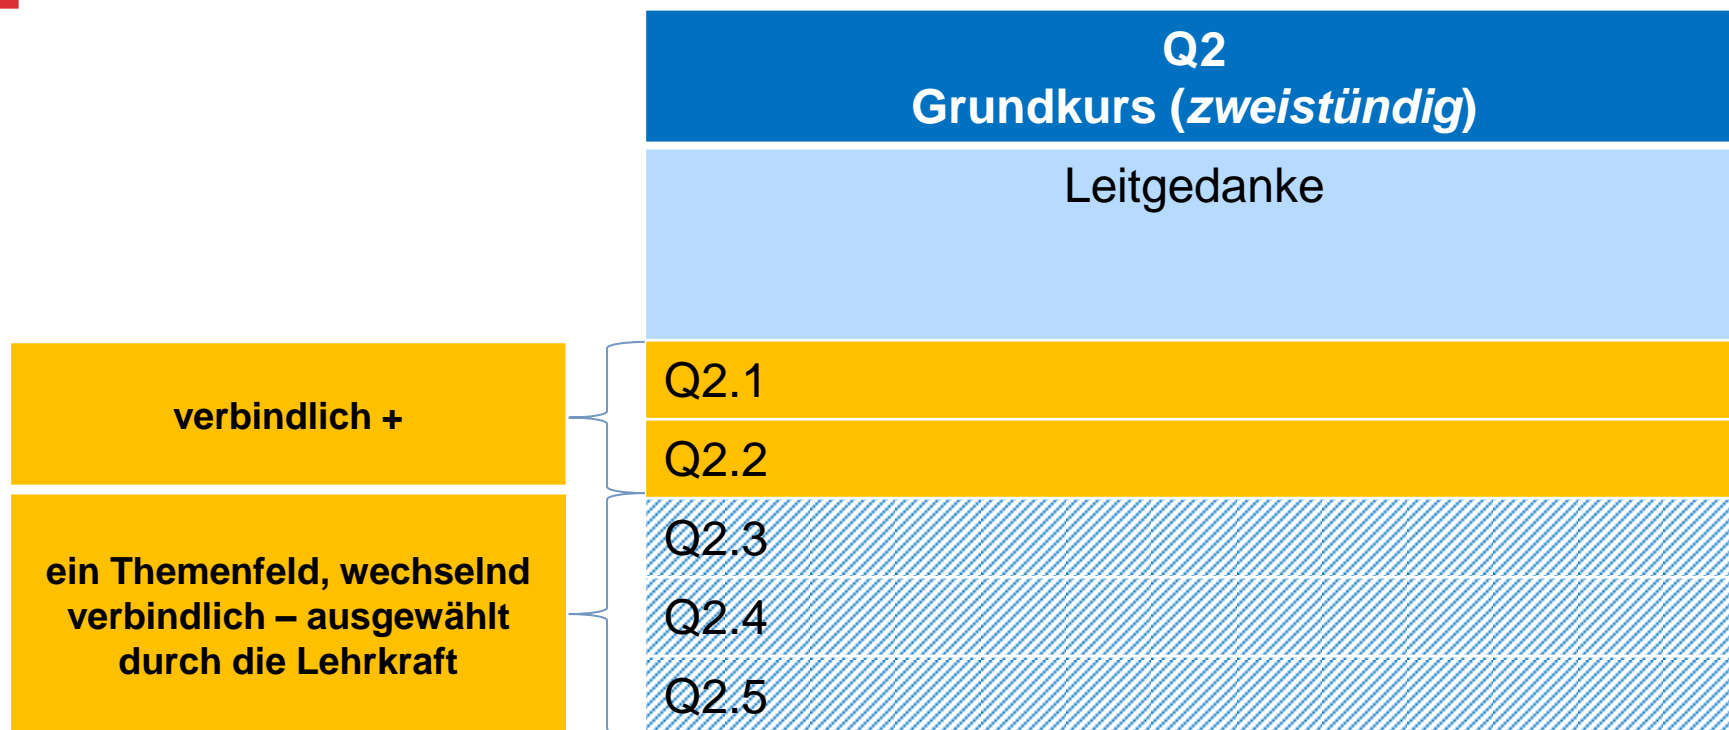 Q2
Grundkurs (zweistündig)
Leitgedanke
verbindlich +
Q2.1
Q2.2
ein Themenfeld, wechselnd
verbindlich – ausgewählt
durch die Lehrkraft
Q2.3
Q2.4
Q2.5